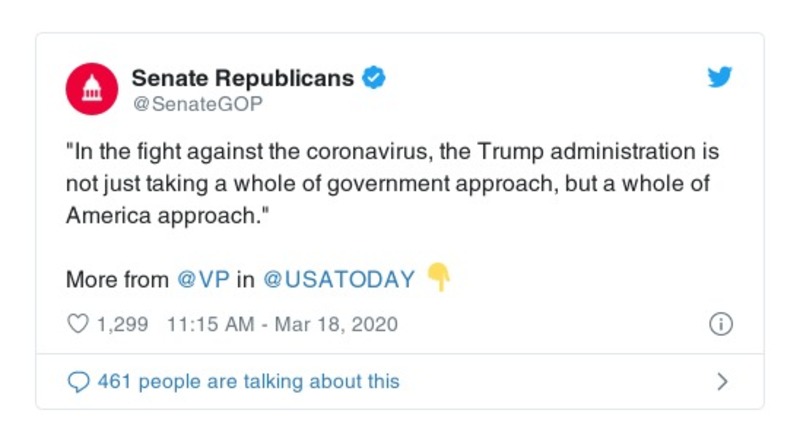 Senate Republicans
@SenateGOP
"In the fight against the coronavirus, the Trump administration is
not just taking a whole of government approach, but a whole of
America approach."
More from @VP in @USATODAY 👇
1,299 11:15 AM - Mar 18, 2020
461 people are talking about this